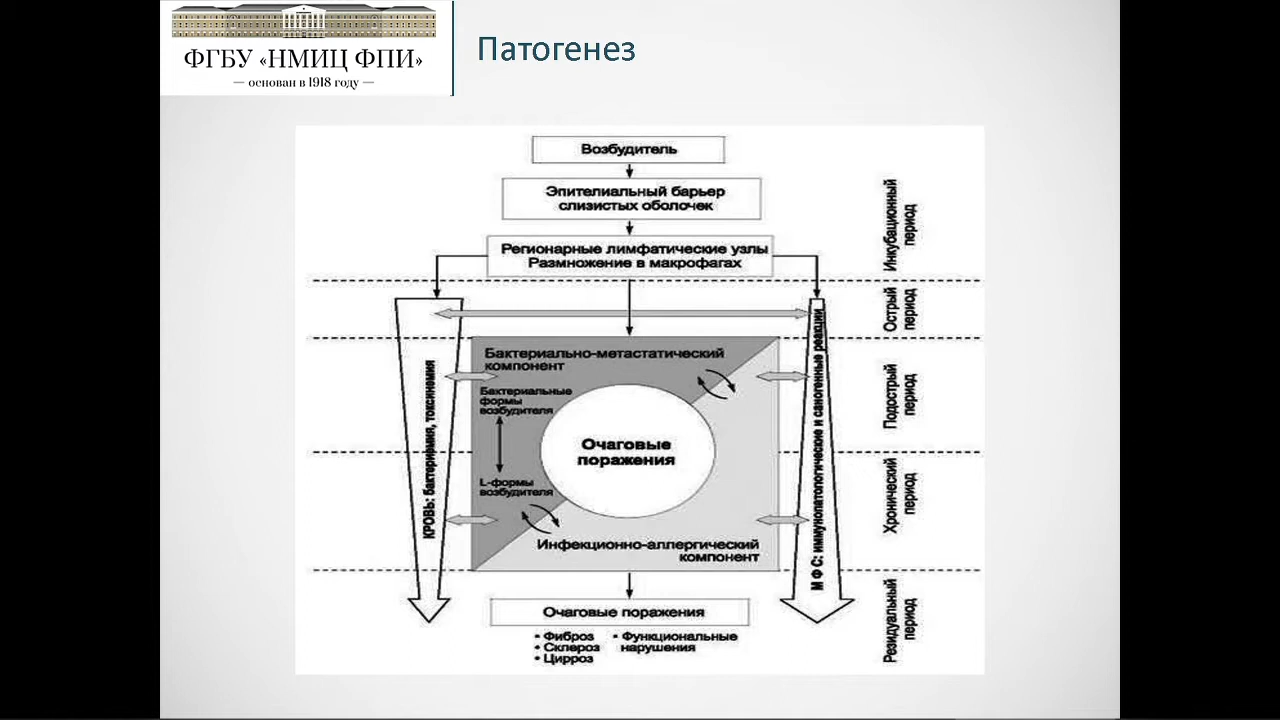 ФГБУ «НМИЦ ФПИ»
— основан в 1918 году —
Патогенез
Возбудитель
Эпителиальный барьер
слизистых оболочек
Регионарные лимфатические узлы
Размножение в макрофагах
Инкубационный
период
Острый
период
Подострый
период
Хронический
период
Резидуальный
период
КРОВЬ: бактериемия, токсинемия
Бактериально-метастатический
компонент
Бактериальные
формы
возбудителя
L-формы
возбудителя
Очаговые
поражения
Инфекционно-аллергический
компонент
М Ф С: иммунопатологические и саногенные реакции
Очаговые поражения
• Фиброз
• Склероз
• Цирроз
• Функциональные
нарушения